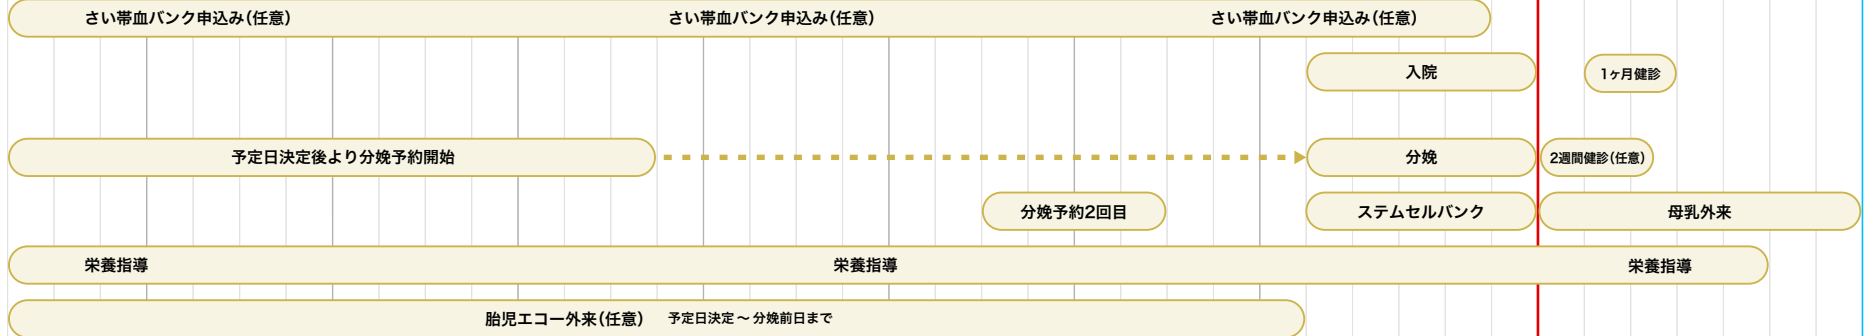 さい帯血バンク申込み(任意) さい帯血バンク申込み(任意) さい帯血バンク申込み(任意)
入院 1ヶ月健診
予定日決定後より分娩予約開始 分娩 2週間健診(任意)
分娩予約2回目 ステムセルバンク 母乳外来
栄養指導 栄養指導 栄養指導
胎児エコー外来(任意) 予定日決定～分娩前日まで